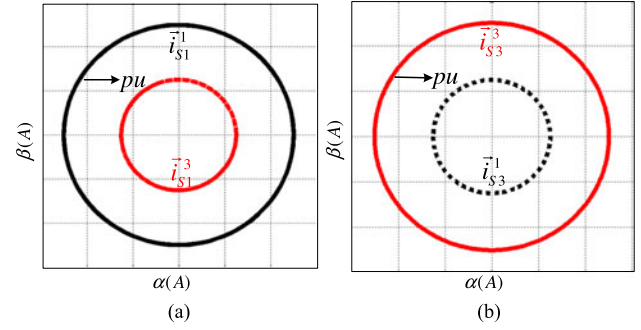 i⃗_{S1}^{1}
pu
i⃗_{S1}^{3}
β(A)
α(A)
(a)
i⃗_{S3}^{3}
pu
i⃗_{S3}^{1}
β(A)
α(A)
(b)